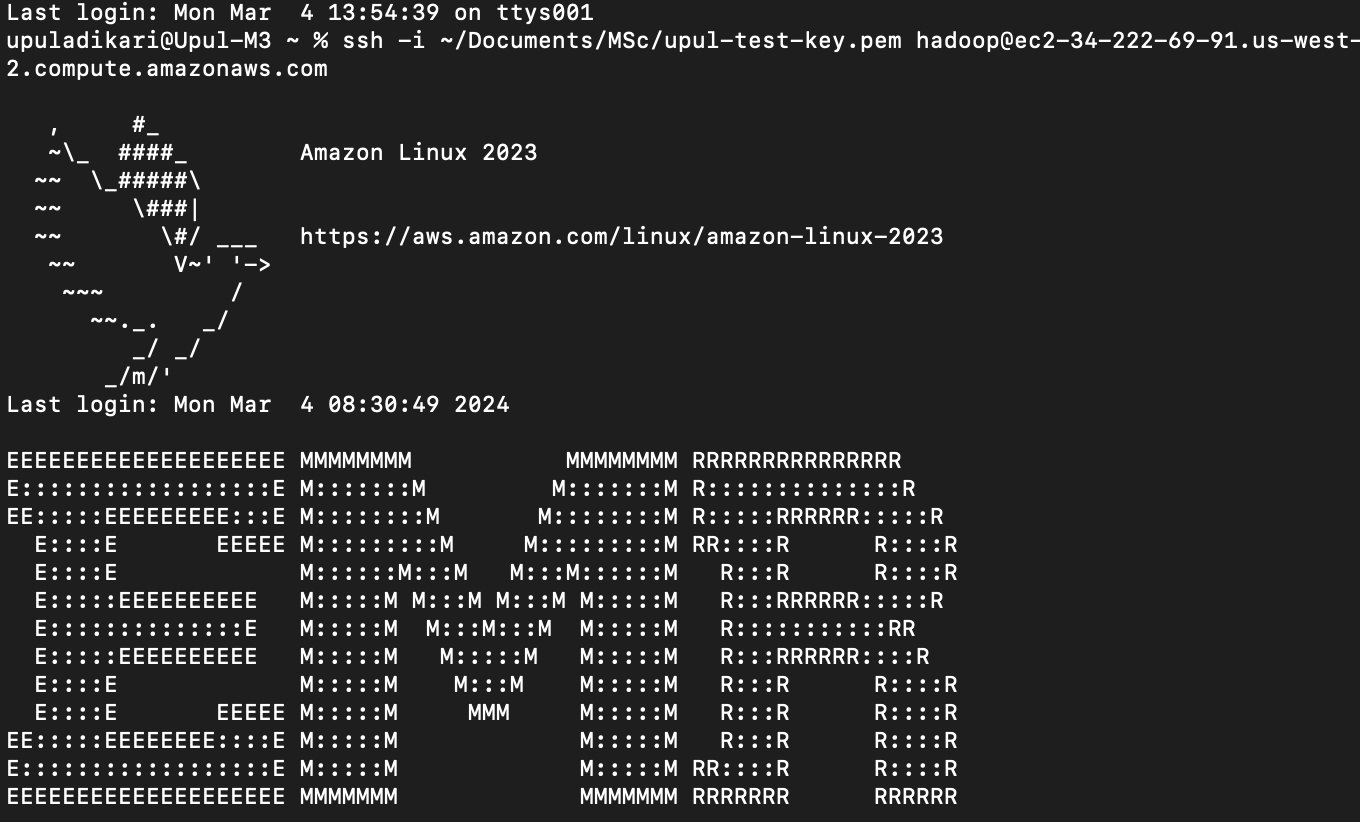 Last login: Mon Mar  4 13:54:39 on ttys001
upuladikari@Upul-M3 ~ % ssh -i ~/Documents/MSc/upul-test-key.pem hadoop@ec2-34-222-69-91.us-west-
2.compute.amazonaws.com

   ,     #_
   ~\_  ####_        Amazon Linux 2023
  ~~  \_#####\
  ~~     \###|
  ~~       \#/ ___   https://aws.amazon.com/linux/amazon-linux-2023
   ~~       V~' '->
    ~~~         /
      ~~._.   _/
         _/ _/
       _/m/'
Last login: Mon Mar  4 08:30:49 2024

EEEEEEEEEEEEEEEEEEEE MMMMMMMM           MMMMMMMM RRRRRRRRRRRRRRR
E::::::::::::::::::E M:::::::M         M:::::::M R::::::::::::::R
EE:::::EEEEEEEEE:::E M::::::::M       M::::::::M R:::::RRRRRR:::::R
  E::::E       EEEEE M:::::::::M     M:::::::::M RR::::R      R::::R
  E::::E             M::::::M:::M   M:::M::::::M   R:::R      R::::R
  E:::::EEEEEEEEEE   M:::::M M:::M M:::M M:::::M   R:::RRRRRR:::::R
  E::::::::::::::E   M:::::M  M:::M:::M  M:::::M   R:::::::::::RR
  E:::::EEEEEEEEEE   M:::::M   M:::::M   M:::::M   R:::RRRRRR::::R
  E::::E             M:::::M    M:::M    M:::::M   R:::R      R::::R
  E::::E       EEEEE M:::::M     MMM     M:::::M   R:::R      R::::R
EE:::::EEEEEEEE::::E M:::::M             M:::::M   R:::R      R::::R
E::::::::::::::::::E M:::::M             M:::::M RR::::R      R::::R
EEEEEEEEEEEEEEEEEEEE MMMMMMM             MMMMMMM RRRRRRR      RRRRRR